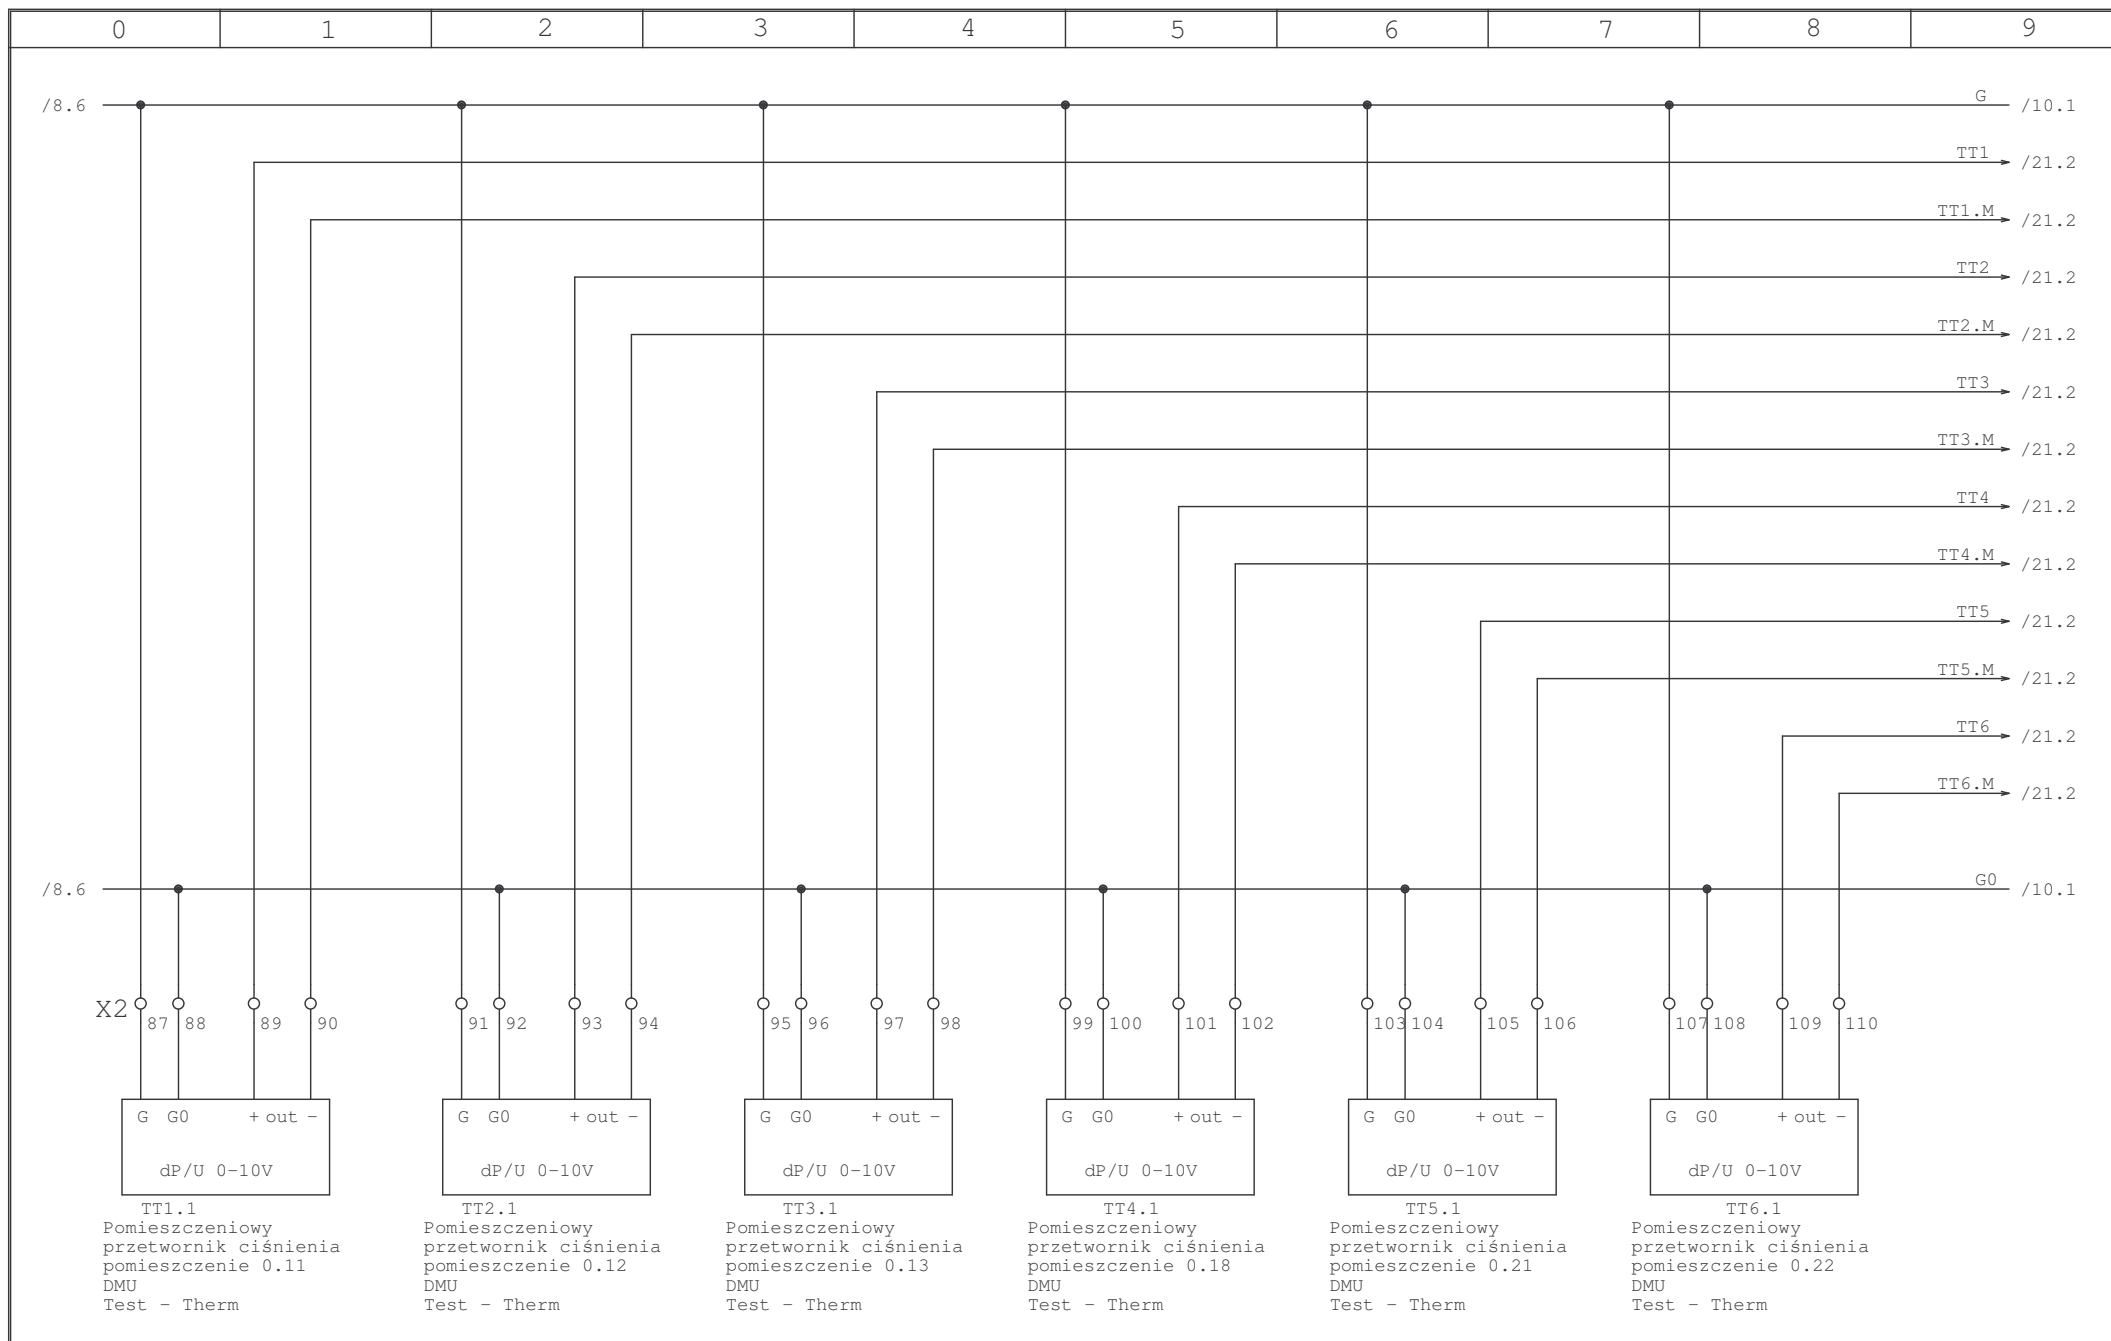 0 1 2 3 4 5 6 7 8 9
/8.6 G /10.1
TT1 /21.2
TT1.M /21.2
TT2 /21.2
TT2.M /21.2
TT3 /21.2
TT3.M /21.2
TT4 /21.2
TT4.M /21.2
TT5 /21.2
TT5.M /21.2
TT6 /21.2
TT6.M /21.2
/8.6 G0 /10.1
X2 87 88 89 90 91 92 93 94 95 96 97 98 99 100 101 102 103 104 105 106 107 108 109 110
G G0 + out -
dP/U 0-10V
TT1.1
Pomieszczeniowy
przetwornik ciśnienia
pomieszczenie 0.11
DMU
Test - Therm
G G0 + out -
dP/U 0-10V
TT2.1
Pomieszczeniowy
przetwornik ciśnienia
pomieszczenie 0.12
DMU
Test - Therm
G G0 + out -
dP/U 0-10V
TT3.1
Pomieszczeniowy
przetwornik ciśnienia
pomieszczenie 0.13
DMU
Test - Therm
G G0 + out -
dP/U 0-10V
TT4.1
Pomieszczeniowy
przetwornik ciśnienia
pomieszczenie 0.18
DMU
Test - Therm
G G0 + out -
dP/U 0-10V
TT5.1
Pomieszczeniowy
przetwornik ciśnienia
pomieszczenie 0.21
DMU
Test - Therm
G G0 + out -
dP/U 0-10V
TT6.1
Pomieszczeniowy
przetwornik ciśnienia
pomieszczenie 0.22
DMU
Test - Therm